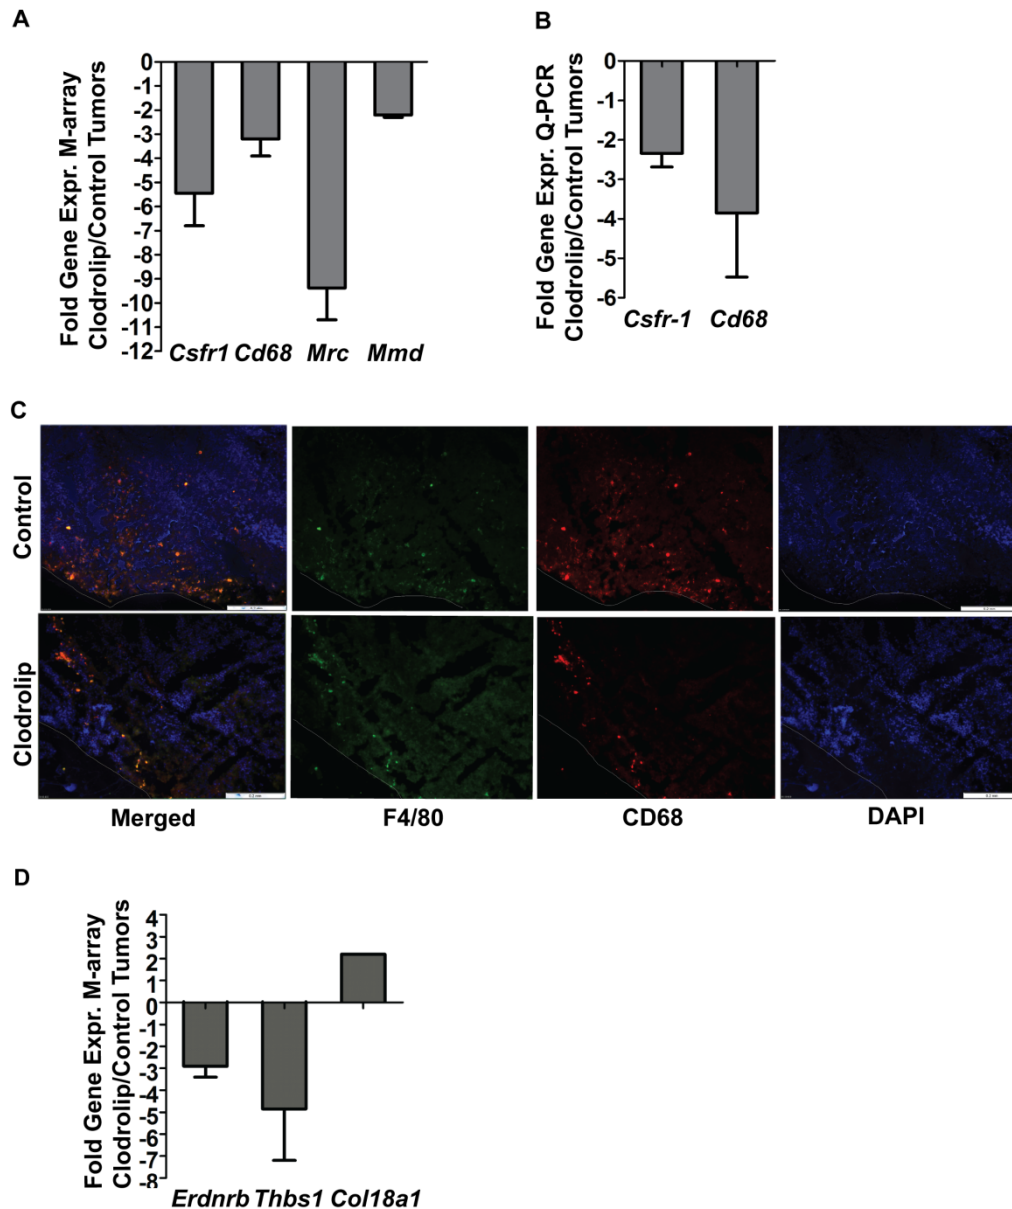 A
Fold Gene Expr. M-array
Clodrolip/Control Tumors
0
-1
-2
-3
-4
-5
-6
-7
-8
-9
-10
-11
-12
Csfr1 Cd68 Mrc Mmd
B
Fold Gene Expr. Q-PCR
Clodrolip/Control Tumors
0
-1
-2
-3
-4
-5
-6
Csfr-1 Cd68
C
Control
Clodrolip
Merged F4/80 CD68 DAPI
D
Fold Gene Expr. M-array
Clodrolip/Control Tumors
4
3
2
1
0
-1
-2
-3
-4
-5
-6
-7
-8
Erdnrb Thbs1 Col18a1